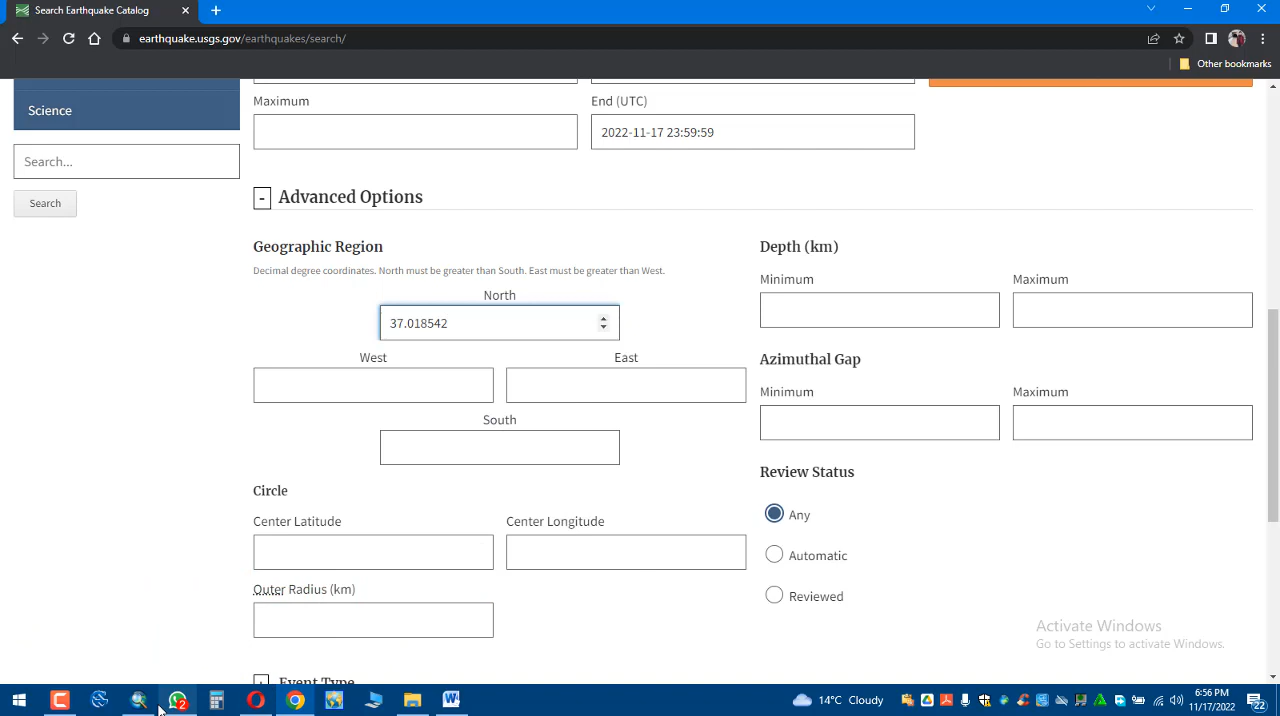 Search Earthquake Catalog
earthquake.usgs.gov/earthquakes/search/
Other bookmarks
Science
Maximum
End (UTC)
2022-11-17 23:59:59
Search...
Search
- Advanced Options
Geographic Region
Decimal degree coordinates. North must be greater than South. East must be greater than West.
North
37.018542
West
East
South
Circle
Center Latitude
Center Longitude
Outer Radius (km)
Depth (km)
Minimum
Maximum
Azimuthal Gap
Minimum
Maximum
Review Status
Any
Automatic
Reviewed
Activate Windows
Go to Settings to activate Windows.
Event Type
2
14°C Cloudy
6:56 PM
11/17/2022
22